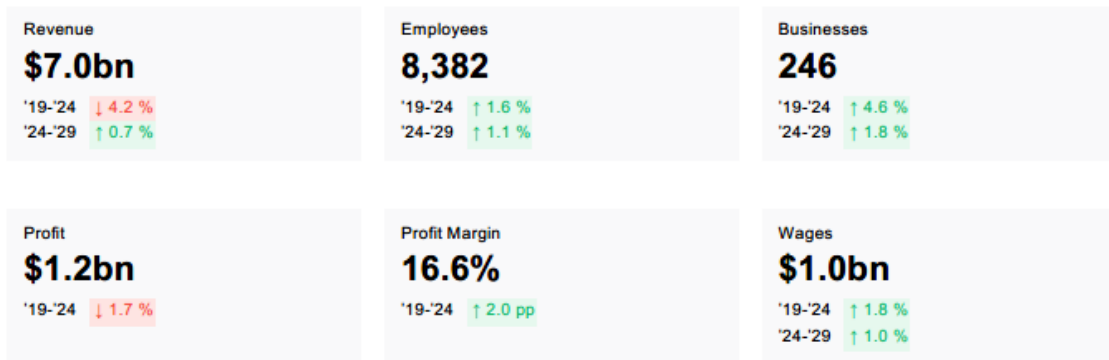 Revenue
$7.0bn
'19-'24 ↓ 4.2 %
'24-'29 ↑ 0.7 %
Employees
8,382
'19-'24 ↑ 1.6 %
'24-'29 ↑ 1.1 %
Businesses
246
'19-'24 ↑ 4.6 %
'24-'29 ↑ 1.8 %
Profit
$1.2bn
'19-'24 ↓ 1.7 %
Profit Margin
16.6%
'19-'24 ↑ 2.0 pp
Wages
$1.0bn
'19-'24 ↑ 1.8 %
'24-'29 ↑ 1.0 %